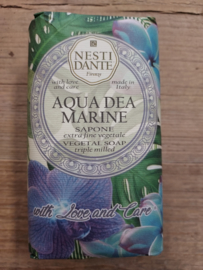 NESTI
DANTE
Firenze
with love
and care
made in
Italy
AQUA DEA
MARINE
SAPONE
extra fine vegetale
VEGETAL SOAP
triple milled
with Love and Care